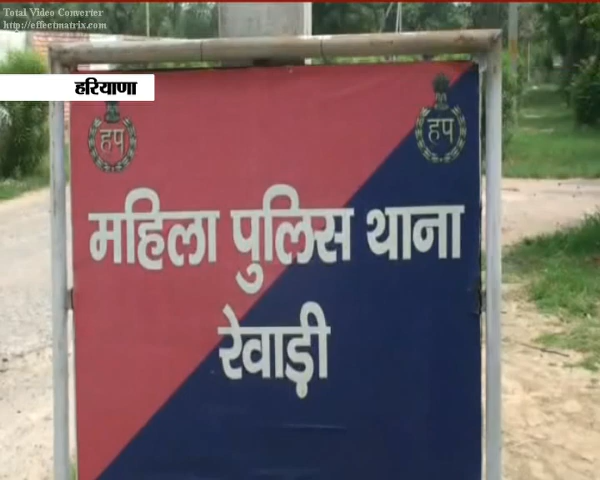 Total Video Converter
http://effectmatrix.com
हरियाणा
हप हप
महिला पुलिस थाना
रेवाड़ी